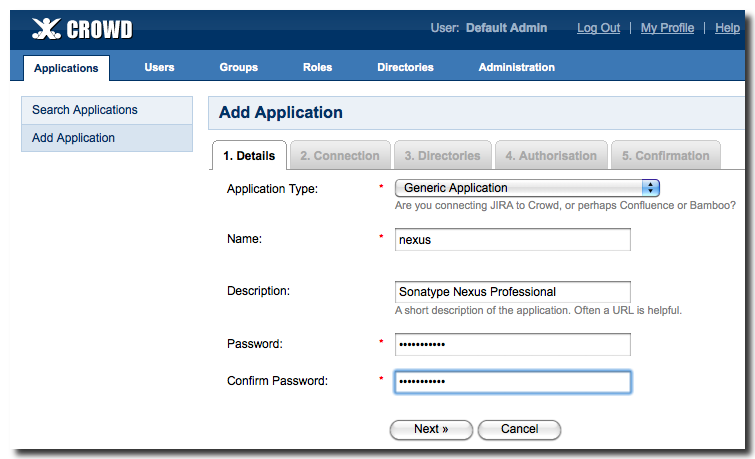 CROWD User: Default Admin Log Out | My Profile | Help
Applications Users Groups Roles Directories Administration
Search Applications
Add Application
Add Application
1. Details 2. Connection 3. Directories 4. Authorisation 5. Confirmation
Application Type: * Generic Application
Are you connecting JIRA to Crowd, or perhaps Confluence or Bamboo?
Name: * nexus
Description: Sonatype Nexus Professional
A short description of the application. Often a URL is helpful.
Password: * •••••••••••
Confirm Password: * •••••••••••
Next » Cancel